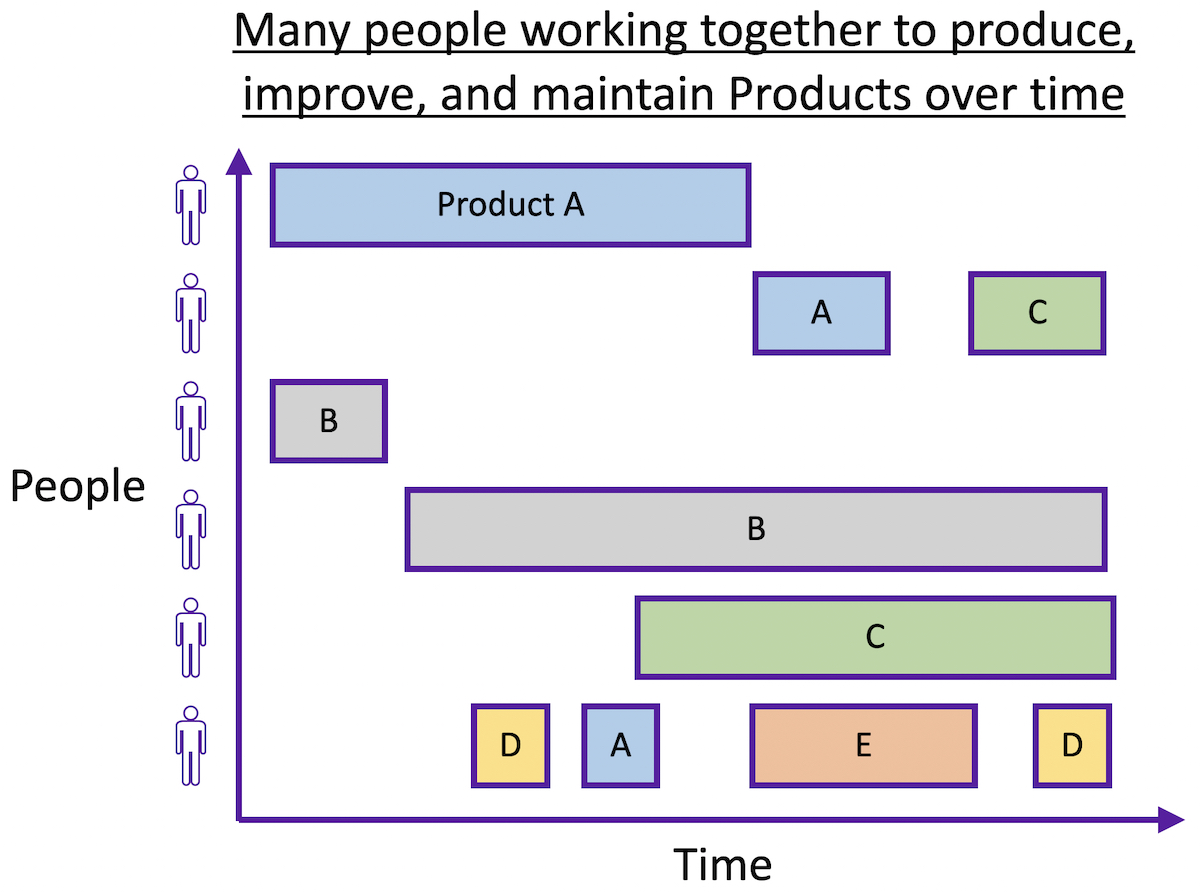 Many people working together to produce,
improve, and maintain Products over time
Product A
A
C
B
People
B
C
D
A
E
D
Time